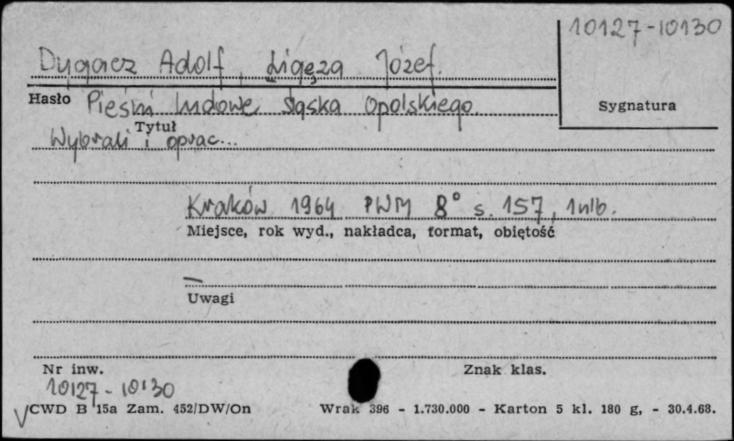 10127-10130
Dygacz Adolf, Ligęza Józef.
Hasło Pieśni ludowe Śląska Opolskiego
Sygnatura
Tytuł
Wybrali i oprac...
Kraków 1964 PWM 8° s. 157, 1nlb.
Miejsce, rok wyd., nakładca, format, objętość
Uwagi
Nr inw.
Znak klas.
10127-10130
CWD B 15a Zam. 452/DW/On Wrak 396 - 1.730.000 - Karton 5 kl. 180 g, - 30.4.68.